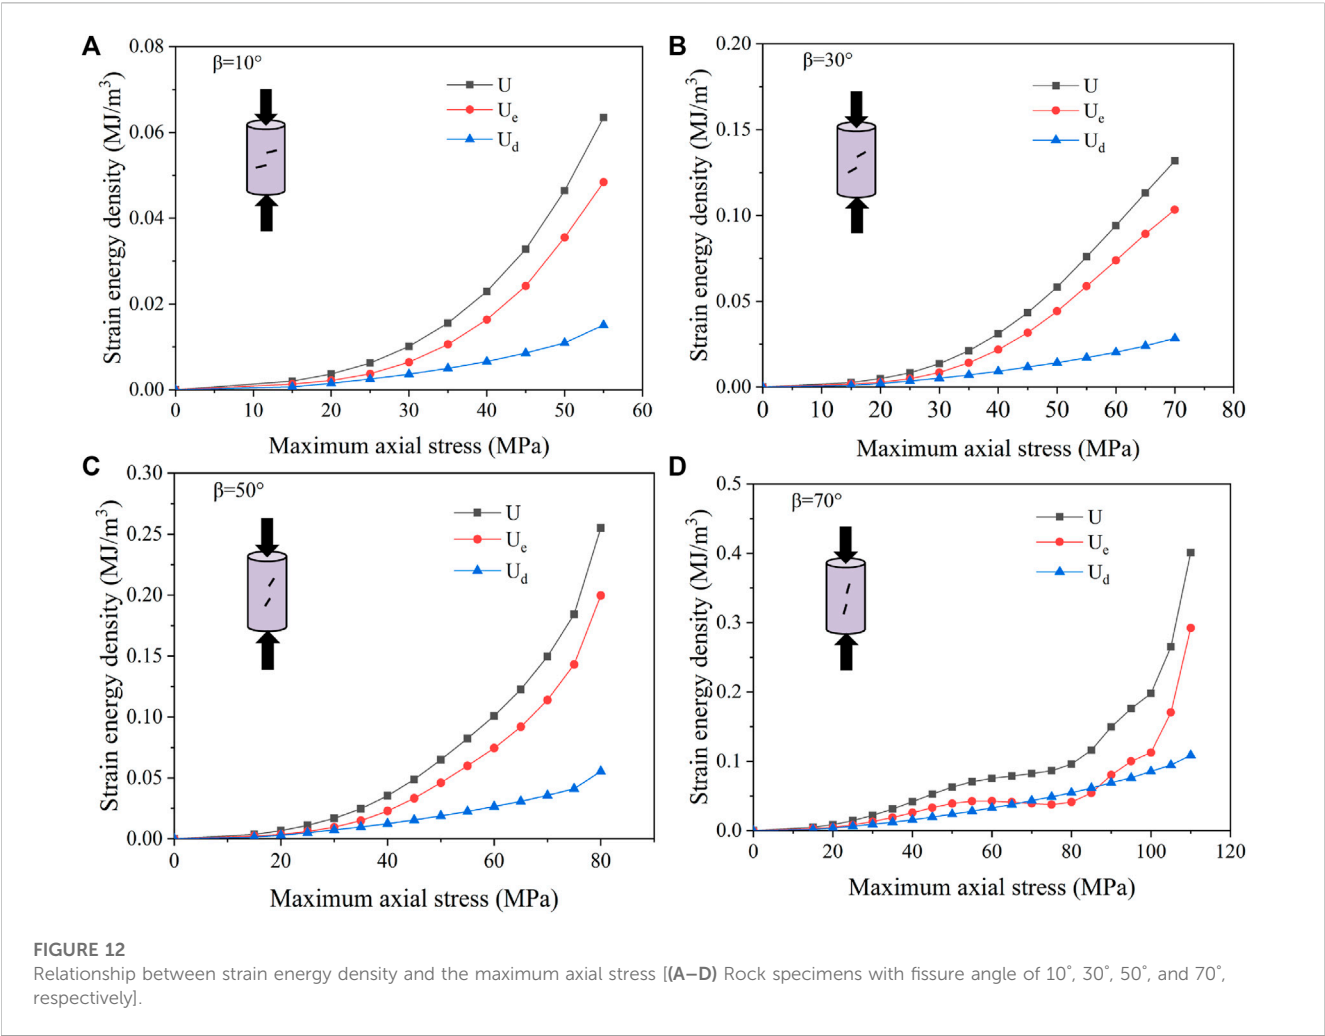 A
β=10°
U
Ue
Ud
Strain energy density (MJ/m3)
0.08
0.06
0.04
0.02
0.00
0 10 20 30 40 50 60
Maximum axial stress (MPa)
B
β=30°
U
Ue
Ud
Strain energy density (MJ/m3)
0.20
0.15
0.10
0.05
0.00
0 10 20 30 40 50 60 70 80
Maximum axial stress (MPa)
C
β=50°
U
Ue
Ud
Strain energy density (MJ/m3)
0.30
0.25
0.20
0.15
0.10
0.05
0.00
0 20 40 60 80
Maximum axial stress (MPa)
D
β=70°
U
Ue
Ud
Strain energy density (MJ/m3)
0.5
0.4
0.3
0.2
0.1
0.0
0 20 40 60 80 100 120
Maximum axial stress (MPa)
FIGURE 12
Relationship between strain energy density and the maximum axial stress [(A–D) Rock specimens with fissure angle of 10°, 30°, 50°, and 70°,
respectively].